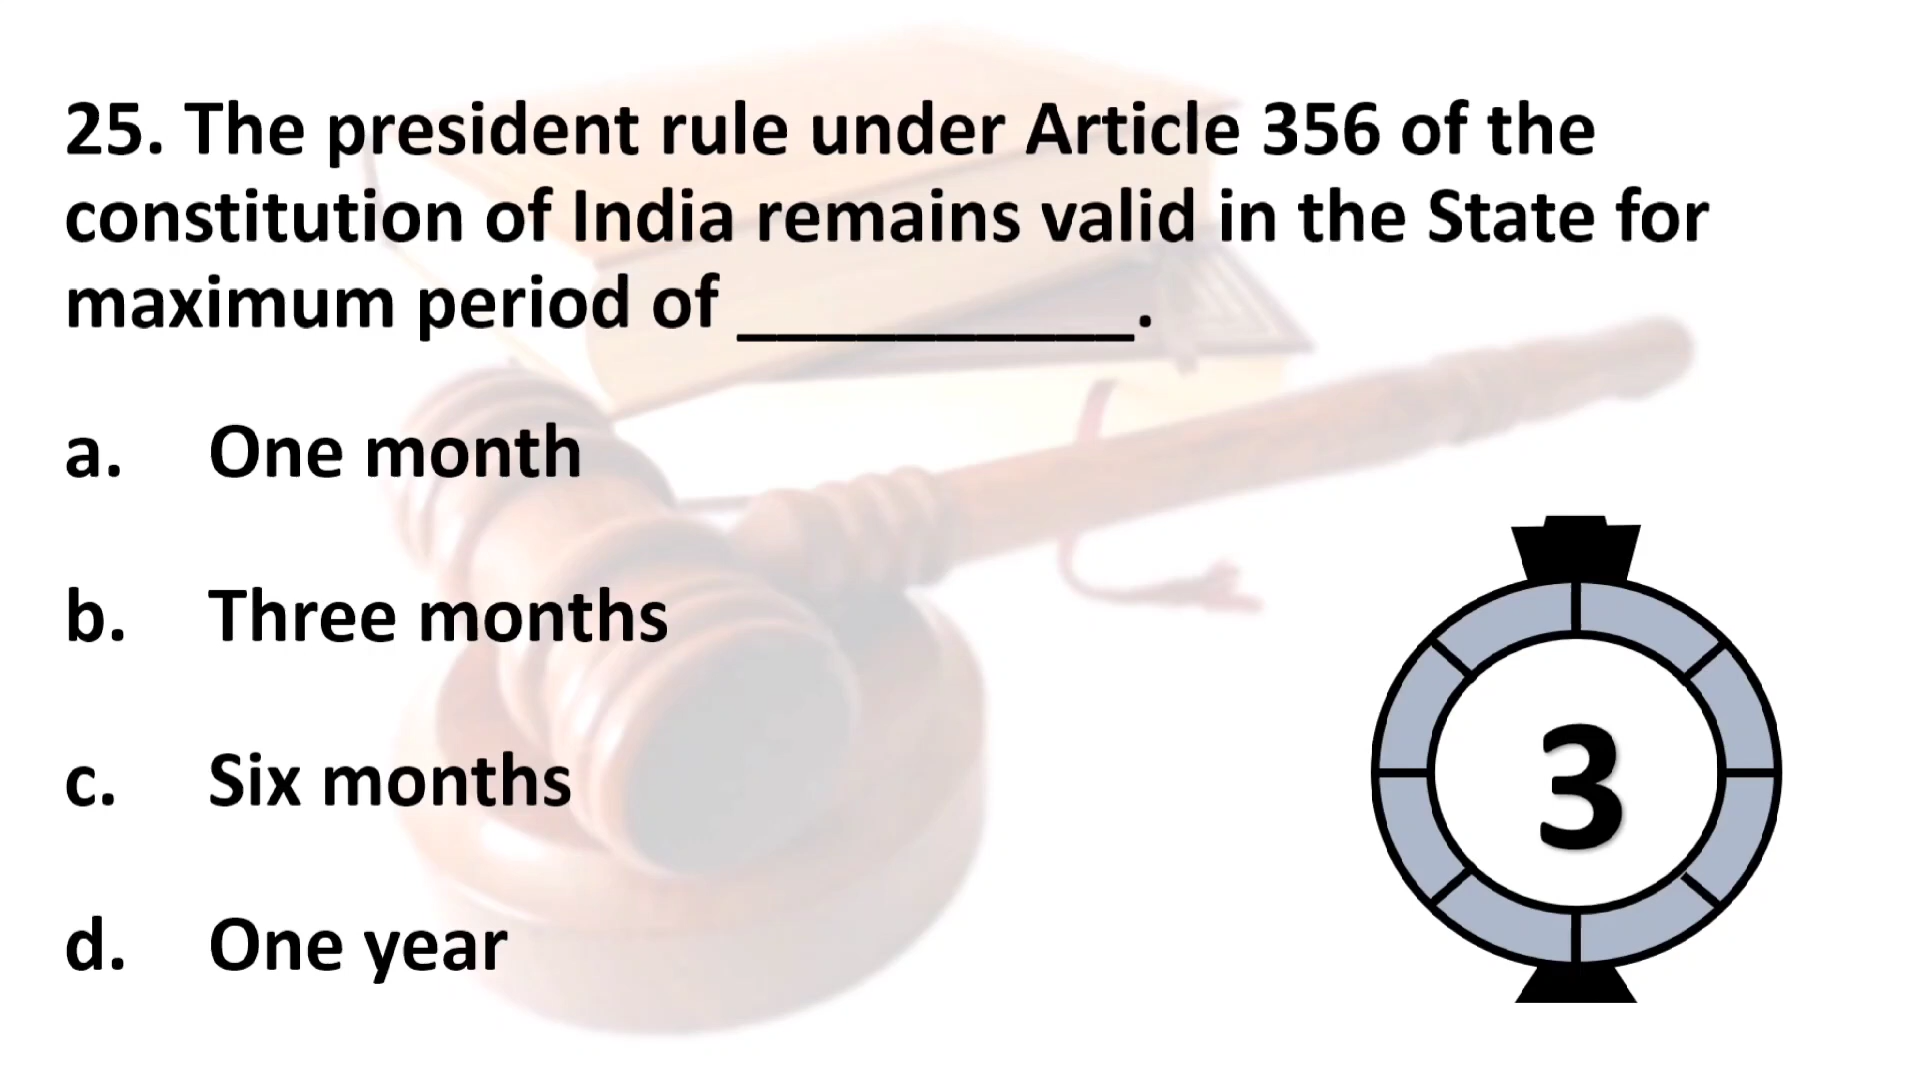 25. The president rule under Article 356 of the
constitution of India remains valid in the State for
maximum period of ___________.
a. One month
b. Three months
c. Six months
d. One year
3